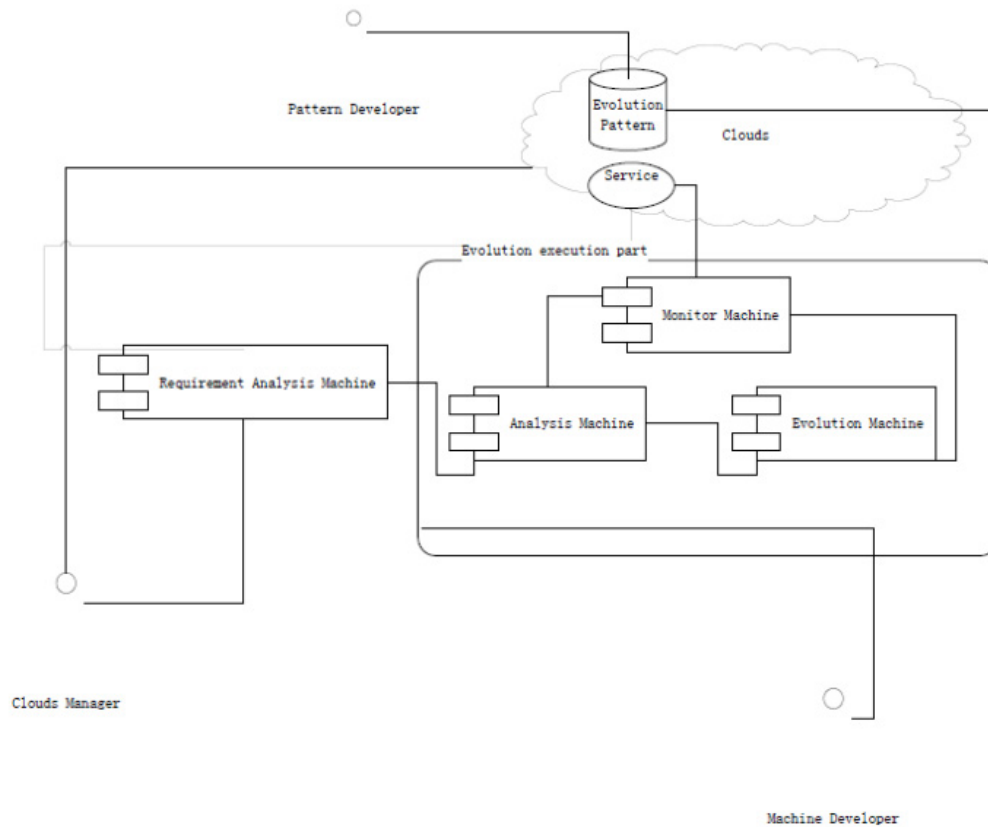 Pattern Developer
Evolution
Pattern
Clouds
Service
Evolution execution part
Monitor Machine
Requirement Analysis Machine
Analysis Machine
Evolution Machine
Clouds Manager
Machine Developer